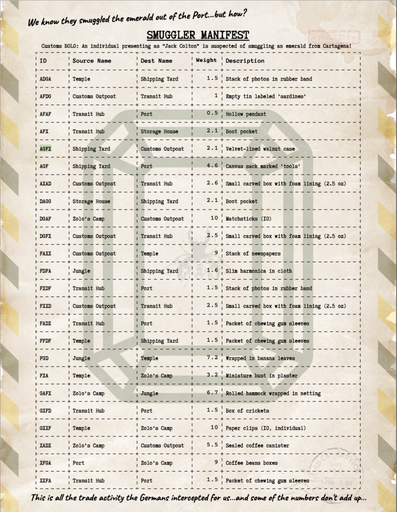 We know they smuggled the emerald out of the Port...but how?
SMUGGLER MANIFEST
Customs BOLO: An individual presenting as "Jack Colton" is suspected of smuggling an emerald from Cartagena!
ID Source Name Dest Name Weight Description
ADGA Temple Shipping Yard 1.5 Stack of photos in rubber band
AFDG Customs Outpost Transit Hub 1 Empty tin labeled 'sardines'
AFAF Transit Hub Port 0.5 Hollow pendant
AFX Transit Hub Storage House 2.1 Boot pocket
AGFX Shipping Yard Customs Outpost 2.1 Velvet-lined walnut case
AGF Shipping Yard Port 4.6 Canvas sack marked 'tools'
AXAD Customs Outpost Transit Hub 2.6 Small carved box with foam lining (2.5 oz)
DAGG Storage House Shipping Yard 2.1 Boot pocket
DGAF Zolo's Camp Customs Outpost 10 Matchsticks (10)
DGFX Customs Outpost Transit Hub 2.5 Small carved box with foam lining (2.5 oz)
FAXX Customs Outpost Temple 9 Stack of newspapers
FDFA Jungle Shipping Yard 1.6 Slim harmonica in cloth
FXDF Transit Hub Port 1.5 Stack of photos in rubber band
FXXD Customs Outpost Transit Hub 2.5 Small carved box with foam lining (2.5 oz)
FADX Transit Hub Port 1.5 Packet of chewing gum sleeves
FFDF Temple Shipping Yard 1.5 Packet of chewing gum sleeves
FGD Jungle Temple 7.2 Wrapped in banana leaves
FXA Temple Zolo's Camp 3.2 Miniature bust in plaster
GAFX Zolo's Camp Jungle 6.7 Rolled hammock wrapped in netting
GXFD Transit Hub Port 1.5 Box of crickets
GXXF Temple Zolo's Camp 10 Paper clips (10, individual)
XADX Zolo's Camp Customs Outpost 5.5 Sealed coffee canister
XFGA Port Zolo's Camp 9 Coffee beans boxes
XXFA Transit Hub Port 1.5 Packet of chewing gum sleeves
This is all the trade activity the Germans intercepted for us...and some of the numbers don't add up...